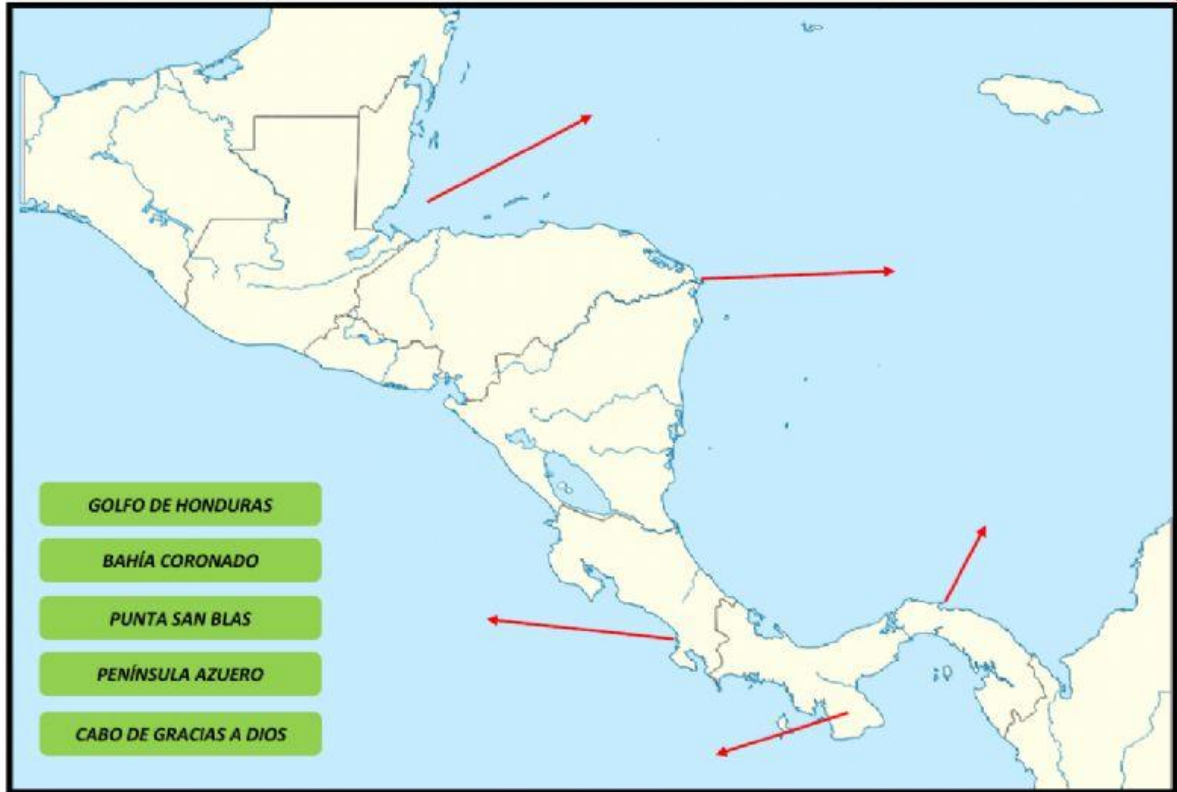 GOLFO DE HONDURAS
BAHÍA CORONADO
PUNTA SAN BLAS
PENÍNSULA AZUERO
CABO DE GRACIAS A DIOS